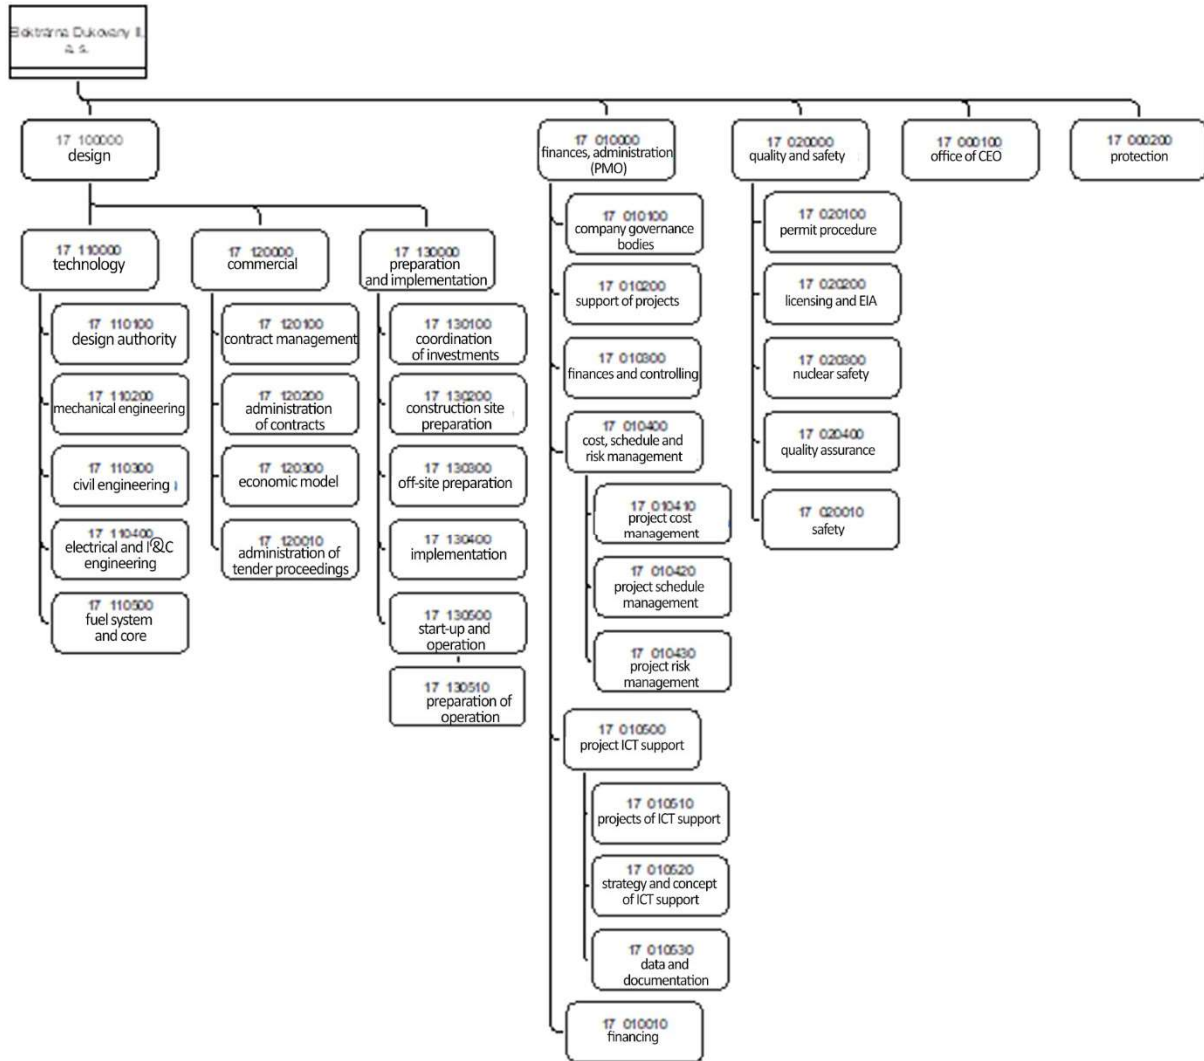 Elektrárna Dukovany II,
a. s.
17 100000
design
17 010000
finances, administration
(PMO)
17 020000
quality and safety
17 000100
office of CEO
17 000200
protection
17 110000
technology
17 120000
commercial
17 130000
preparation
and implementation
17 110100
design authority
17 110200
mechanical engineering
17 110300
civil engineering
17 110400
electrical and I&C
engineering
17 110500
fuel system
and core
17 120100
contract management
17 120200
administration
of contracts
17 120300
economic model
17 120010
administration of
tender proceedings
17 130100
coordination
of investments
17 130200
construction site
preparation
17 130300
off-site preparation
17 130400
implementation
17 130500
start-up and
operation
17 130510
preparation of
operation
17 010100
company governance
bodies
17 010200
support of projects
17 010300
finances and controlling
17 010400
cost, schedule and
risk management
17 010410
project cost
management
17 010420
project schedule
management
17 010430
project risk
management
17 010500
project ICT support
17 010510
projects of ICT support
17 010520
strategy and concept
of ICT support
17 010530
data and
documentation
17 010010
financing
17 020100
permit procedure
17 020200
licensing and EIA
17 020300
nuclear safety
17 020400
quality assurance
17 020010
safety